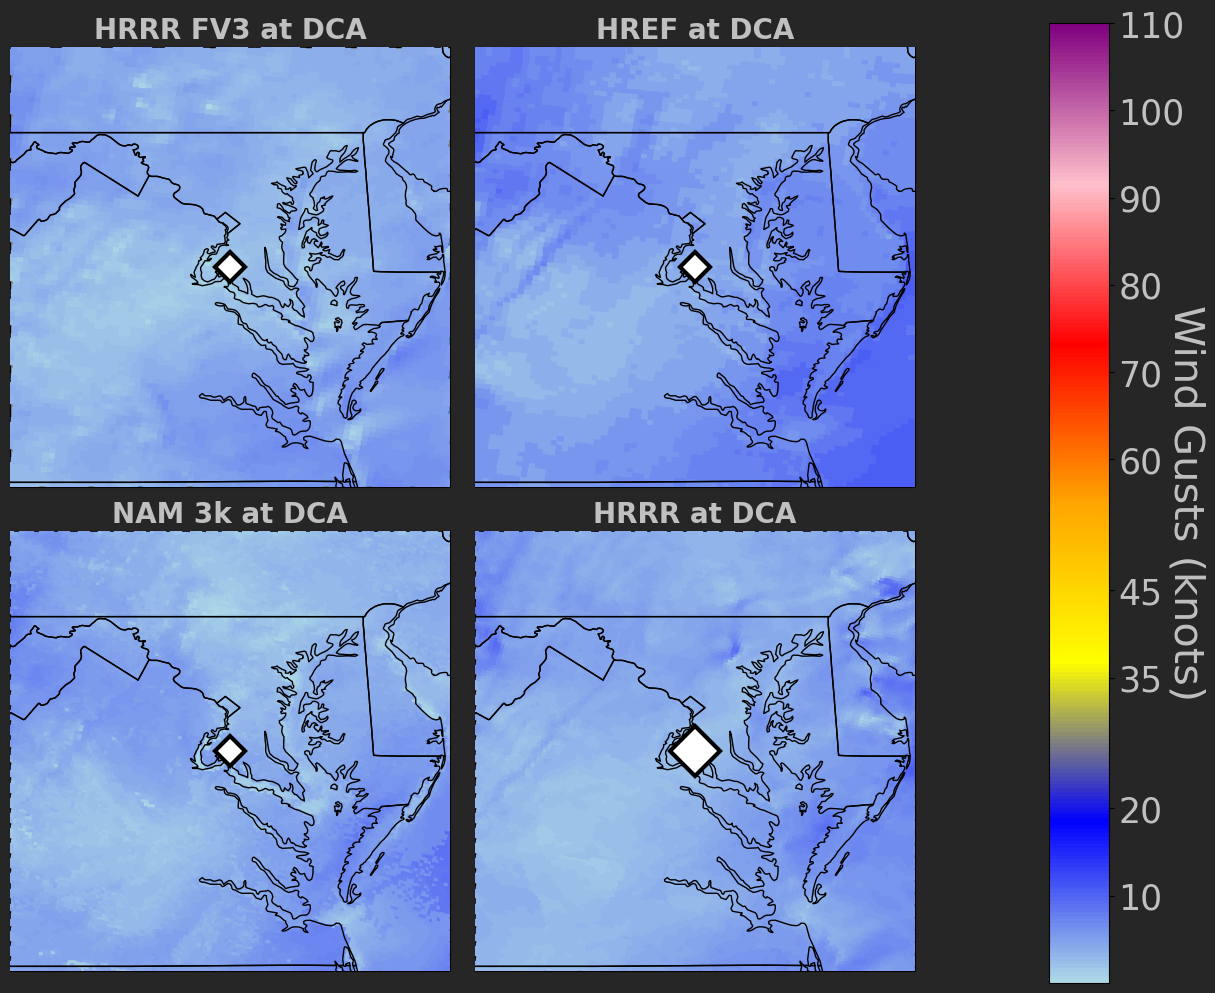 HRRR FV3 at DCA
HREF at DCA
NAM 3k at DCA
HRRR at DCA
110
100
90
80
70
60
45
35
20
10
Wind Gusts (knots)